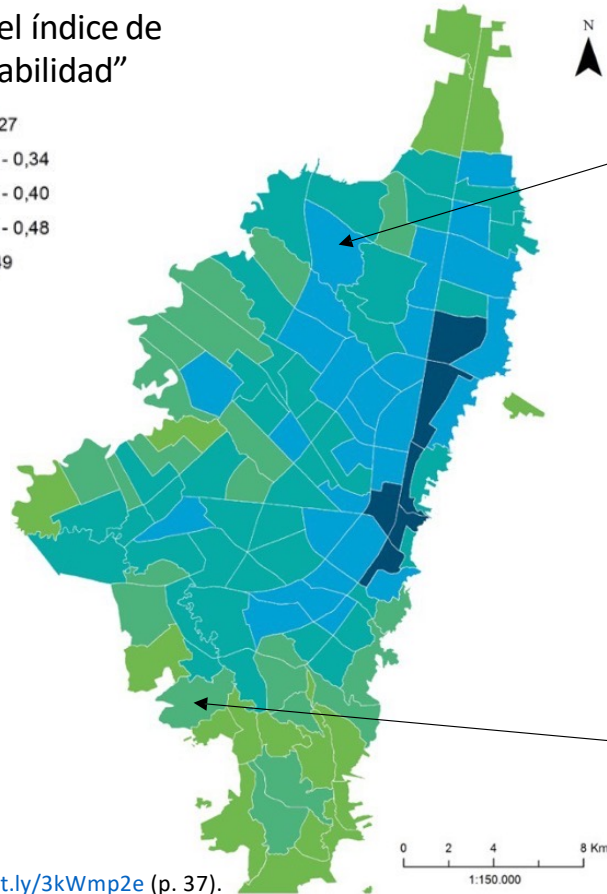 el índice de
abilidad”
27
- 0,34
- 0,40
- 0,48
49
N
0 2 4 8 Km
1:150.000
t.ly/3kWmp2e (p. 37).